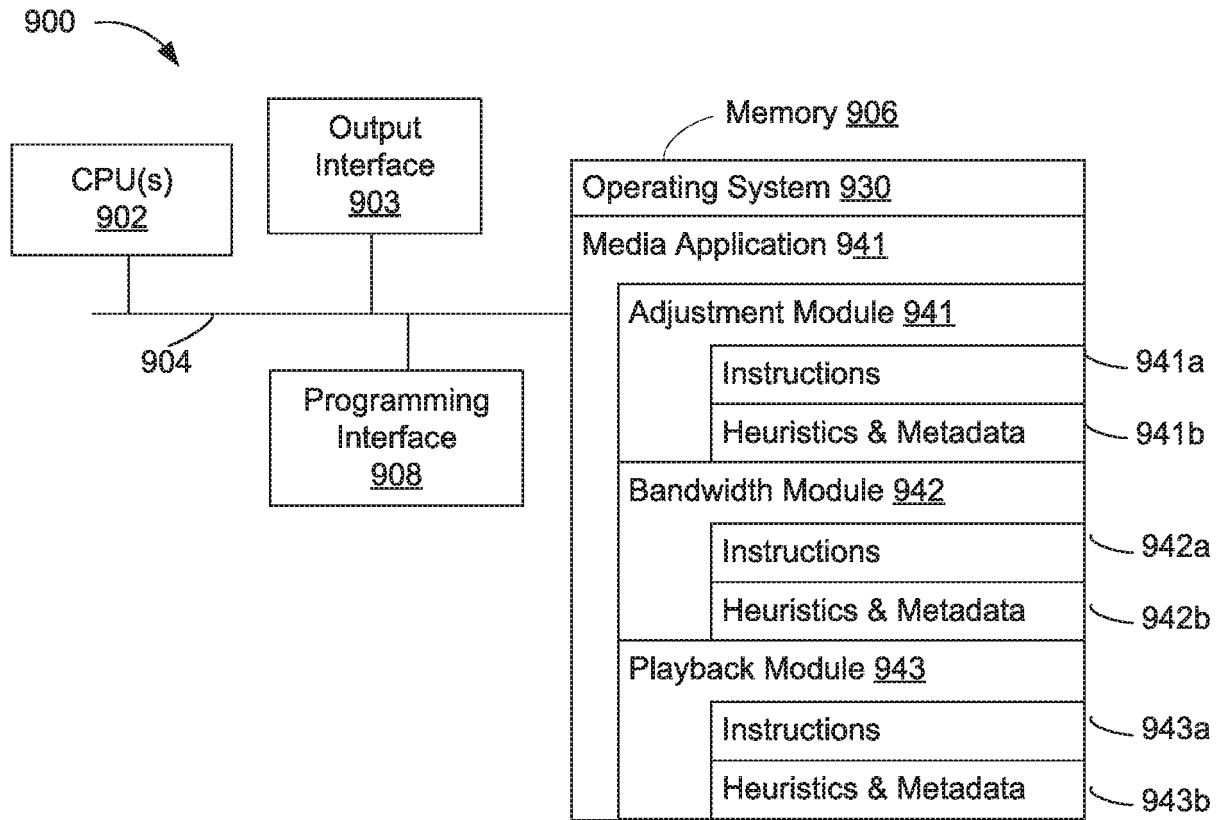 900
CPU(s)
902
Output
Interface
903
904
Programming
Interface
908
Memory 906
Operating System 930
Media Application 941
Adjustment Module 941
Instructions
941a
Heuristics & Metadata
941b
Bandwidth Module 942
Instructions
942a
Heuristics & Metadata
942b
Playback Module 943
Instructions
943a
Heuristics & Metadata
943b